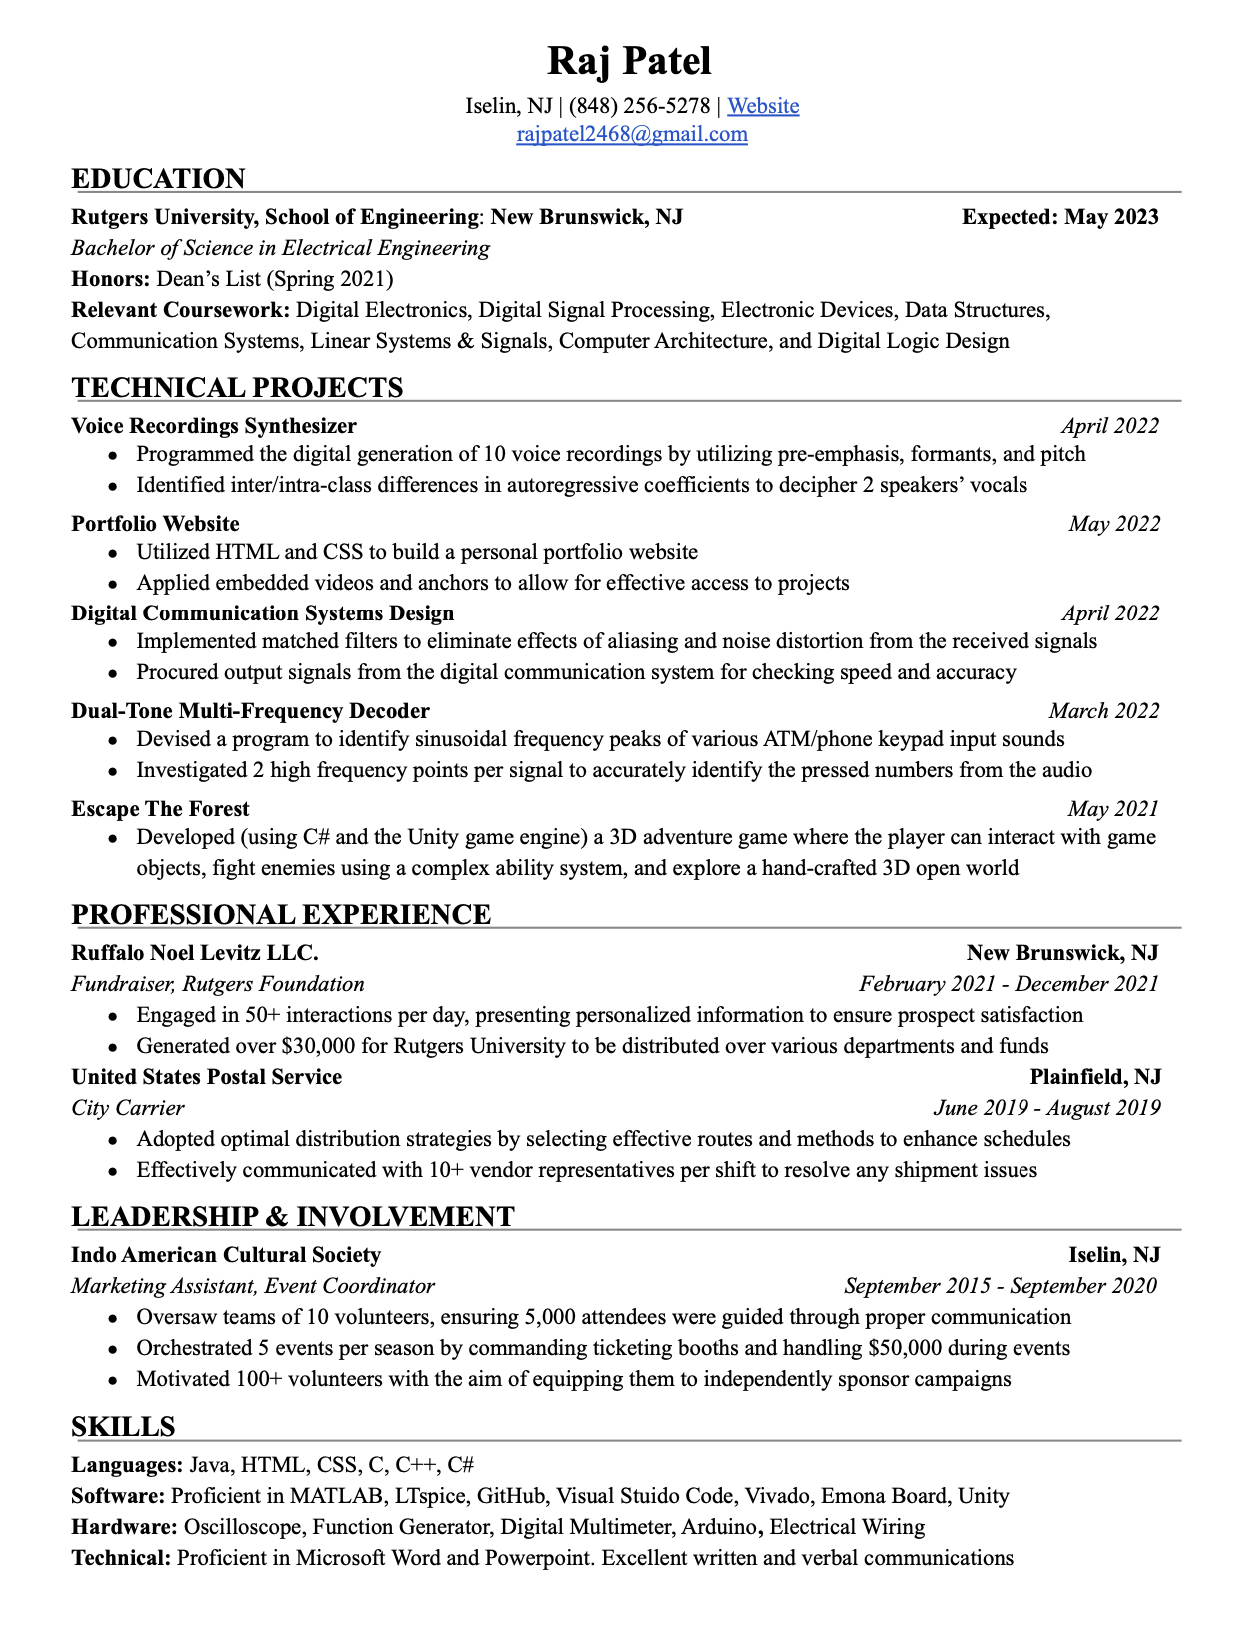 Raj Patel
Iselin, NJ | (848) 256-5278 | Website
rajpatel2468@gmail.com
EDUCATION
Rutgers University, School of Engineering: New Brunswick, NJ Expected: May 2023
Bachelor of Science in Electrical Engineering
Honors: Dean’s List (Spring 2021)
Relevant Coursework: Digital Electronics, Digital Signal Processing, Electronic Devices, Data Structures,
Communication Systems, Linear Systems & Signals, Computer Architecture, and Digital Logic Design
TECHNICAL PROJECTS
Voice Recordings Synthesizer April 2022
● Programmed the digital generation of 10 voice recordings by utilizing pre-emphasis, formants, and pitch
● Identified inter/intra-class differences in autoregressive coefficients to decipher 2 speakers’ vocals
Portfolio Website May 2022
● Utilized HTML and CSS to build a personal portfolio website
● Applied embedded videos and anchors to allow for effective access to projects
Digital Communication Systems Design April 2022
● Implemented matched filters to eliminate effects of aliasing and noise distortion from the received signals
● Procured output signals from the digital communication system for checking speed and accuracy
Dual-Tone Multi-Frequency Decoder March 2022
● Devised a program to identify sinusoidal frequency peaks of various ATM/phone keypad input sounds
● Investigated 2 high frequency points per signal to accurately identify the pressed numbers from the audio
Escape The Forest May 2021
● Developed (using C# and the Unity game engine) a 3D adventure game where the player can interact with game
objects, fight enemies using a complex ability system, and explore a hand-crafted 3D open world
PROFESSIONAL EXPERIENCE
Ruffalo Noel Levitz LLC. New Brunswick, NJ
Fundraiser, Rutgers Foundation February 2021 - December 2021
● Engaged in 50+ interactions per day, presenting personalized information to ensure prospect satisfaction
● Generated over $30,000 for Rutgers University to be distributed over various departments and funds
United States Postal Service Plainfield, NJ
City Carrier June 2019 - August 2019
● Adopted optimal distribution strategies by selecting effective routes and methods to enhance schedules
● Effectively communicated with 10+ vendor representatives per shift to resolve any shipment issues
LEADERSHIP & INVOLVEMENT
Indo American Cultural Society Iselin, NJ
Marketing Assistant, Event Coordinator September 2015 - September 2020
● Oversaw teams of 10 volunteers, ensuring 5,000 attendees were guided through proper communication
● Orchestrated 5 events per season by commanding ticketing booths and handling $50,000 during events
● Motivated 100+ volunteers with the aim of equipping them to independently sponsor campaigns
SKILLS
Languages: Java, HTML, CSS, C, C++, C#
Software: Proficient in MATLAB, LTspice, GitHub, Visual Stuido Code, Vivado, Emona Board, Unity
Hardware: Oscilloscope, Function Generator, Digital Multimeter, Arduino, Electrical Wiring
Technical: Proficient in Microsoft Word and Powerpoint. Excellent written and verbal communications